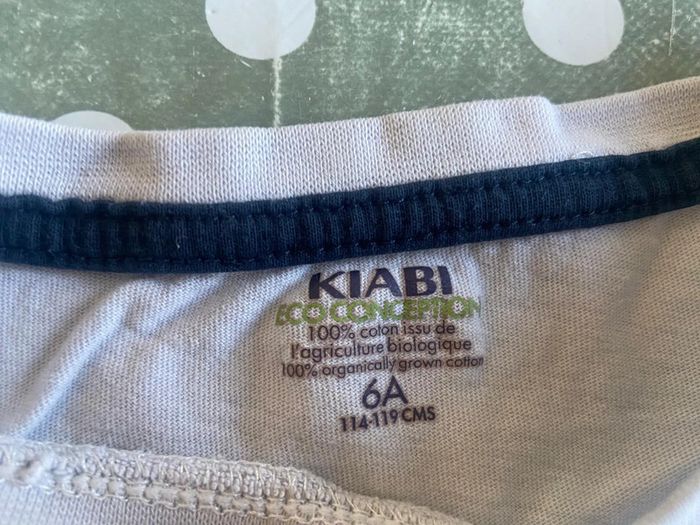 KIABI
ECO CONCEPTION
100% coton issu de
l'agriculture biologique
100% organically grown cotton
6A
114-119 CMS